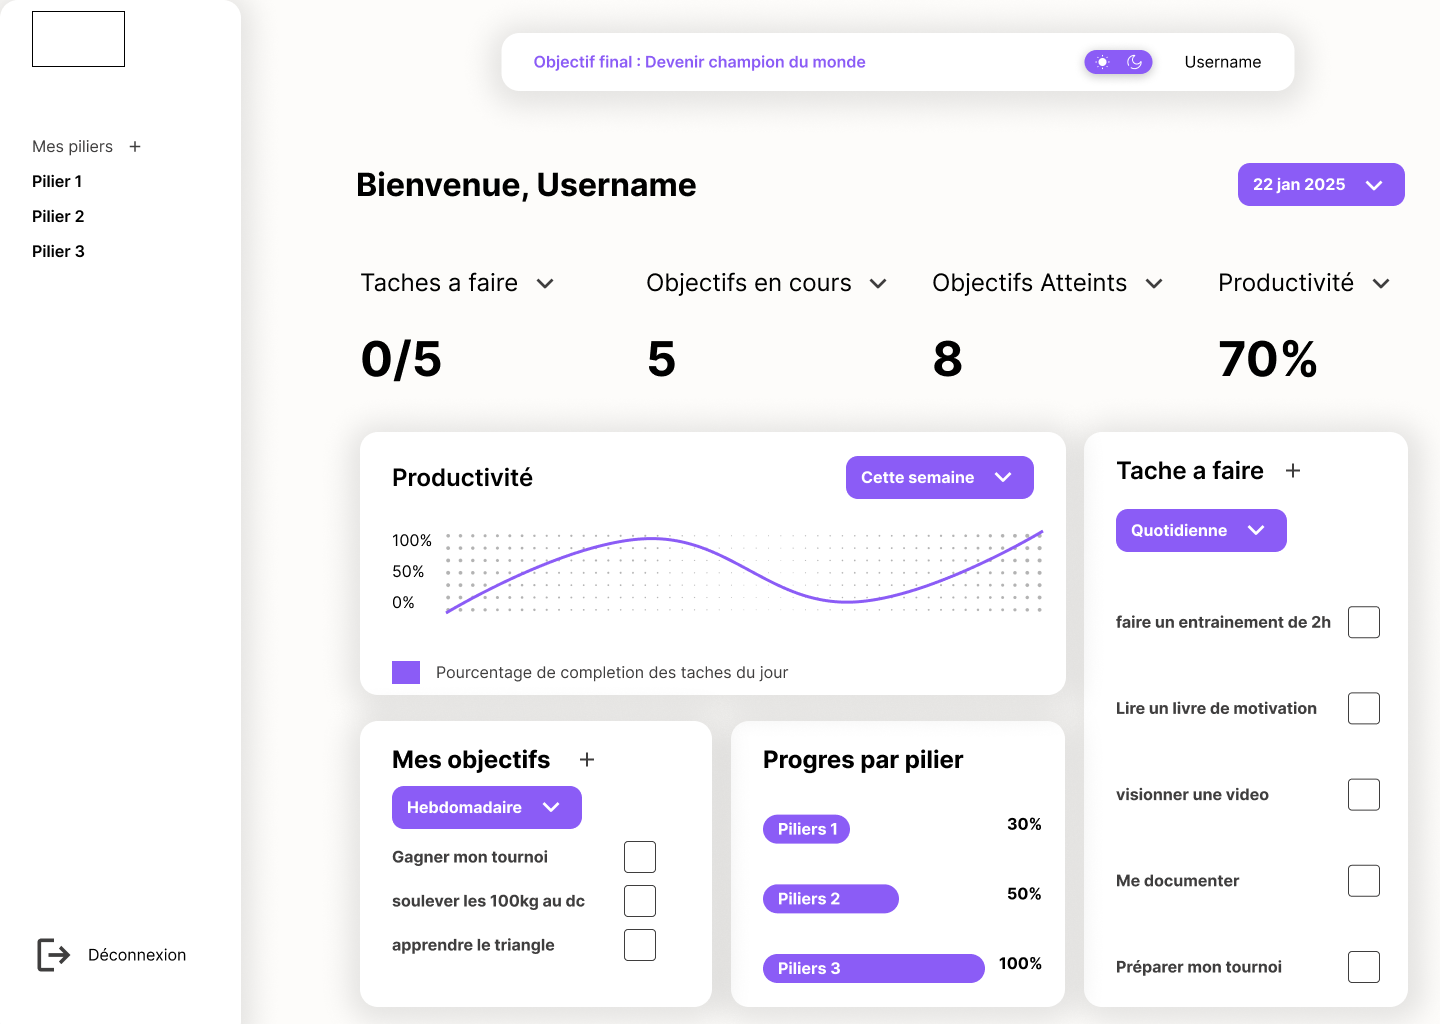 Objectif final : Devenir champion du monde
Username
Mes piliers +
Pilier 1
Pilier 2
Pilier 3
Déconnexion
Bienvenue, Username
22 jan 2025
Taches a faire
0/5
Objectifs en cours
5
Objectifs Atteints
8
Productivité
70%
Productivité
Cette semaine
100%
50%
0%
Pourcentage de completion des taches du jour
Mes objectifs +
Hebdomadaire
Gagner mon tournoi
soulever les 100kg au dc
apprendre le triangle
Progres par pilier
Piliers 1 30%
Piliers 2 50%
Piliers 3 100%
Tache a faire +
Quotidienne
faire un entrainement de 2h
Lire un livre de motivation
visionner une video
Me documenter
Préparer mon tournoi